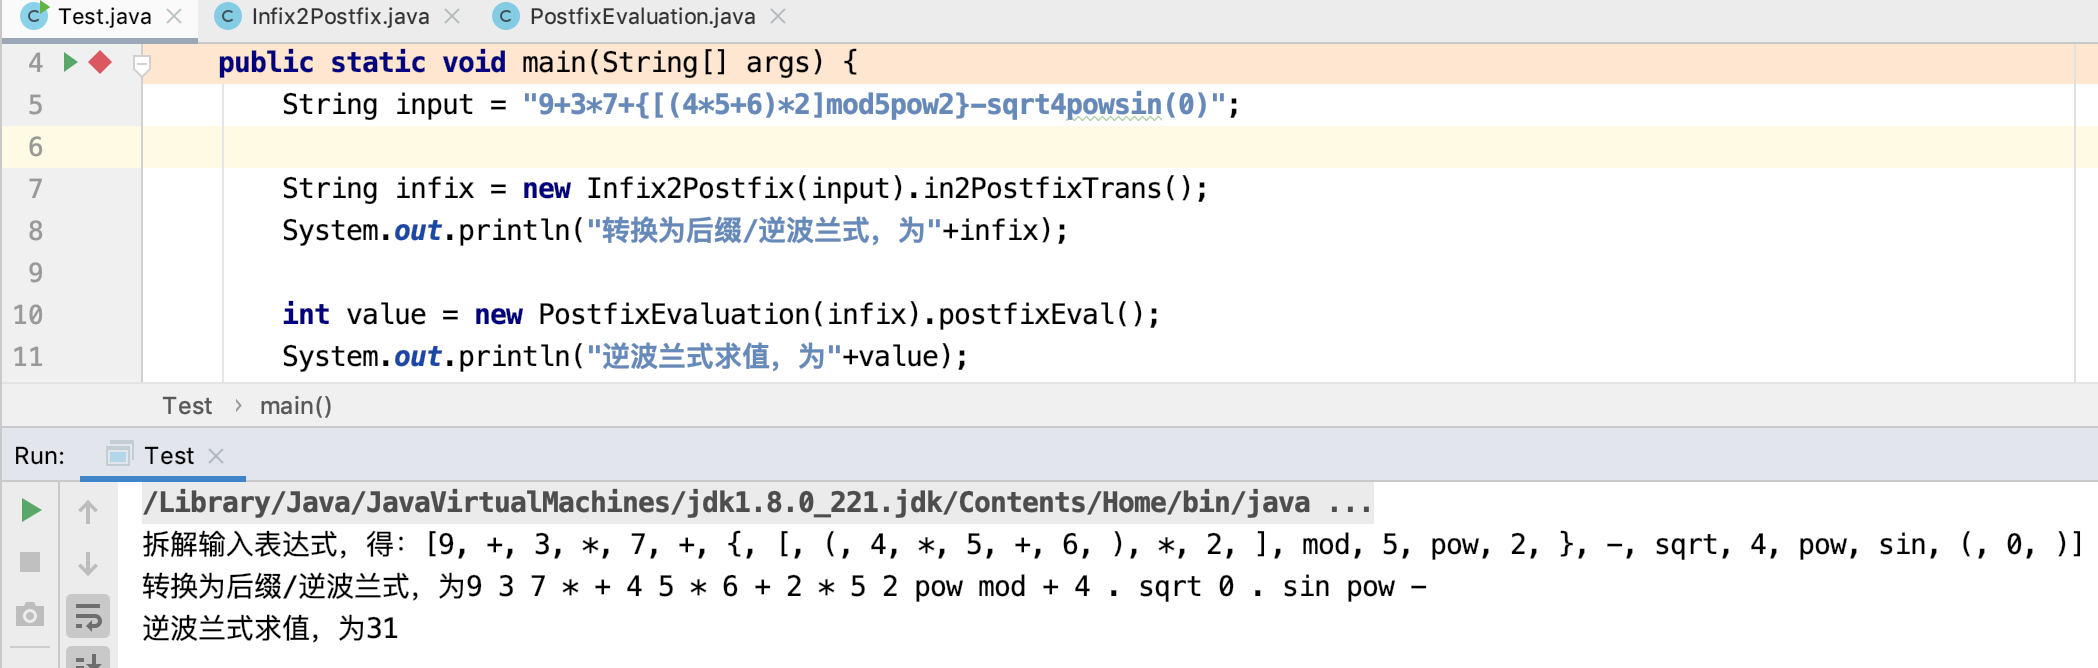 Test.java Infix2Postfix.java PostfixEvaluation.java
4 public static void main(String[] args) {
5 String input = "9+3*7+{[(4*5+6)*2]mod5pow2}-sqrt4powsin(0)";
6
7 String infix = new Infix2Postfix(input).in2PostfixTrans();
8 System.out.println("转换为后缀/逆波兰式，为"+infix);
9
10 int value = new PostfixEvaluation(infix).postfixEval();
11 System.out.println("逆波兰式求值，为"+value);
Test › main()
Run: Test
/Library/Java/JavaVirtualMachines/jdk1.8.0_221.jdk/Contents/Home/bin/java ...
拆解输入表达式，得：[9, +, 3, *, 7, +, {, [, (, 4, *, 5, +, 6, ), *, 2, ], mod, 5, pow, 2, }, -, sqrt, 4, pow, sin, (, 0, )]
转换为后缀/逆波兰式，为9 3 7 * + 4 5 * 6 + 2 * 5 2 pow mod + 4 . sqrt 0 . sin pow -
逆波兰式求值，为31